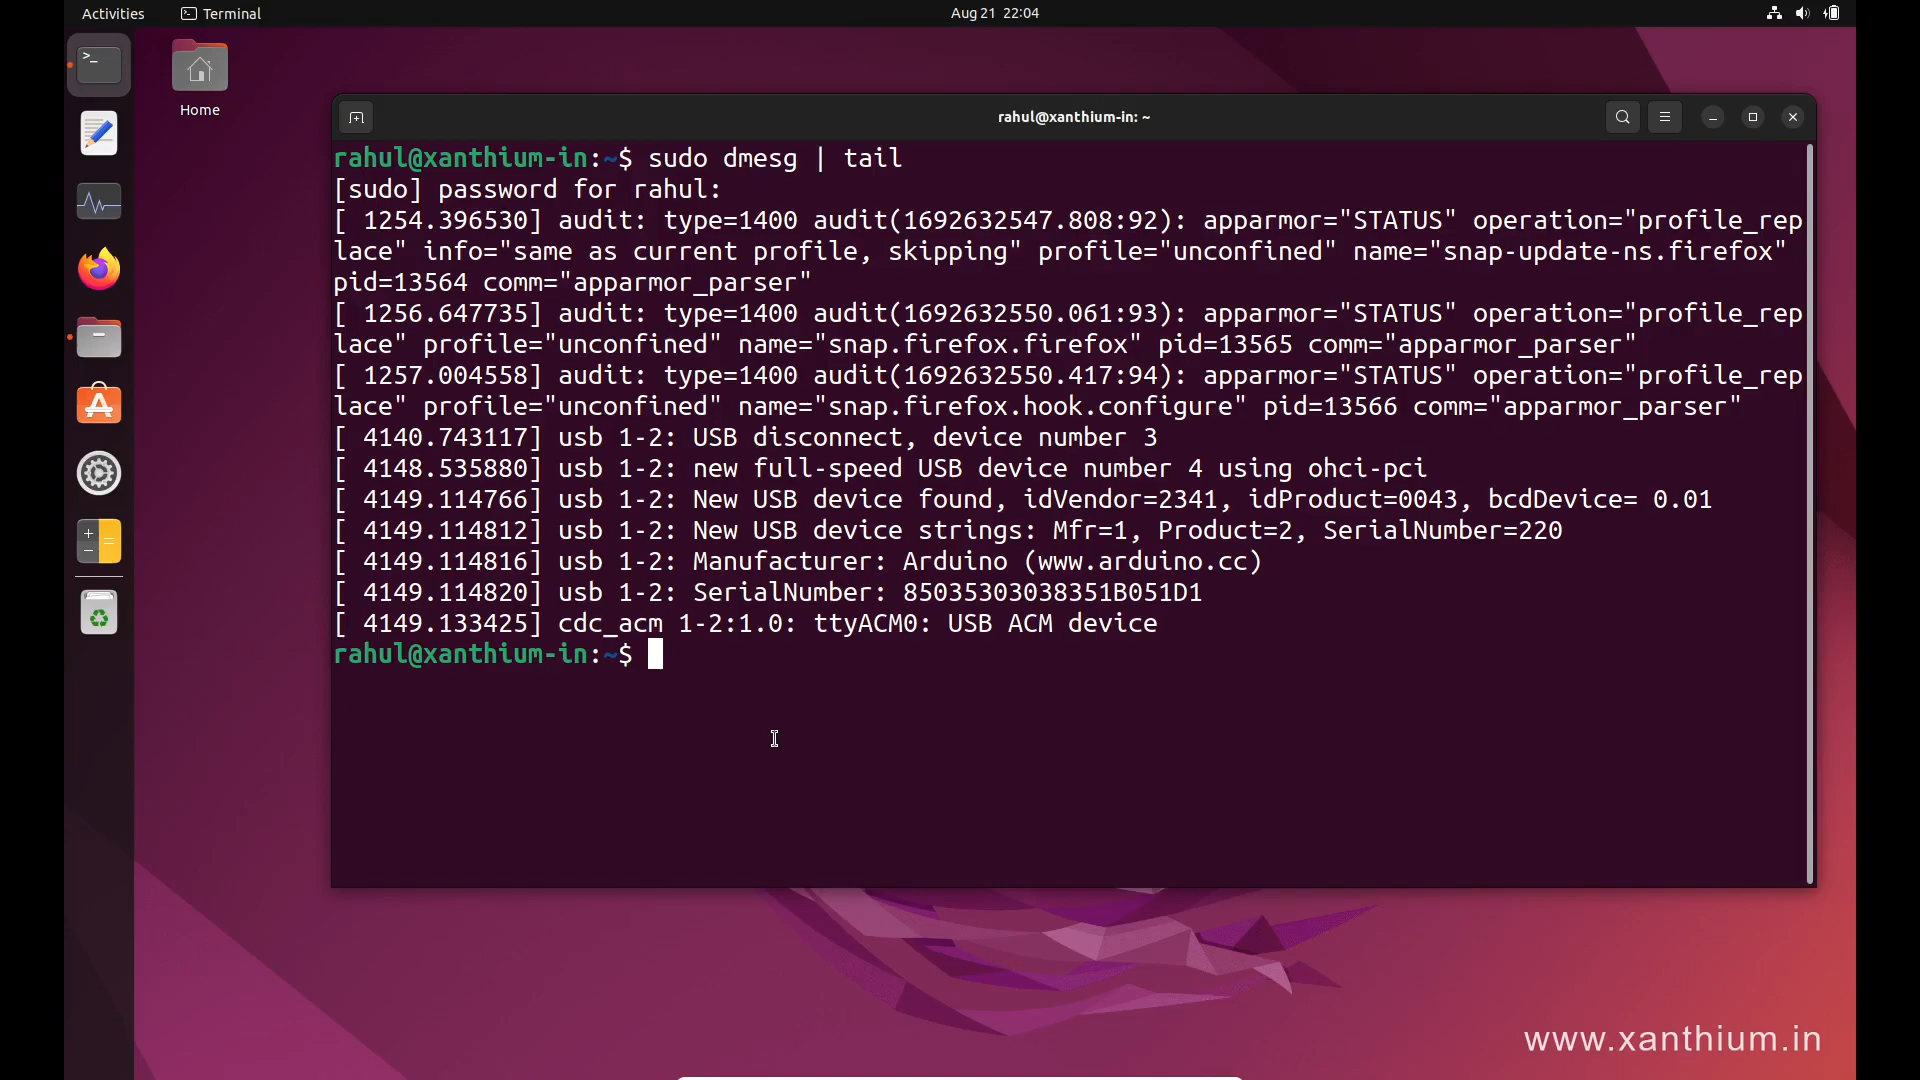 Activities Terminal Aug 21 22:04
Home
rahul@xanthium-in: ~
rahul@xanthium-in:~$ sudo dmesg | tail
[sudo] password for rahul:
[ 1254.396530] audit: type=1400 audit(1692632547.808:92): apparmor="STATUS" operation="profile_rep
lace" info="same as current profile, skipping" profile="unconfined" name="snap-update-ns.firefox"
pid=13564 comm="apparmor_parser"
[ 1256.647735] audit: type=1400 audit(1692632550.061:93): apparmor="STATUS" operation="profile_rep
lace" profile="unconfined" name="snap.firefox.firefox" pid=13565 comm="apparmor_parser"
[ 1257.004558] audit: type=1400 audit(1692632550.417:94): apparmor="STATUS" operation="profile_rep
lace" profile="unconfined" name="snap.firefox.hook.configure" pid=13566 comm="apparmor_parser"
[ 4140.743117] usb 1-2: USB disconnect, device number 3
[ 4148.535880] usb 1-2: new full-speed USB device number 4 using ohci-pci
[ 4149.114766] usb 1-2: New USB device found, idVendor=2341, idProduct=0043, bcdDevice= 0.01
[ 4149.114812] usb 1-2: New USB device strings: Mfr=1, Product=2, SerialNumber=220
[ 4149.114816] usb 1-2: Manufacturer: Arduino (www.arduino.cc)
[ 4149.114820] usb 1-2: SerialNumber: 85035303038351B051D1
[ 4149.133425] cdc_acm 1-2:1.0: ttyACM0: USB ACM device
rahul@xanthium-in:~$
www.xanthium.in